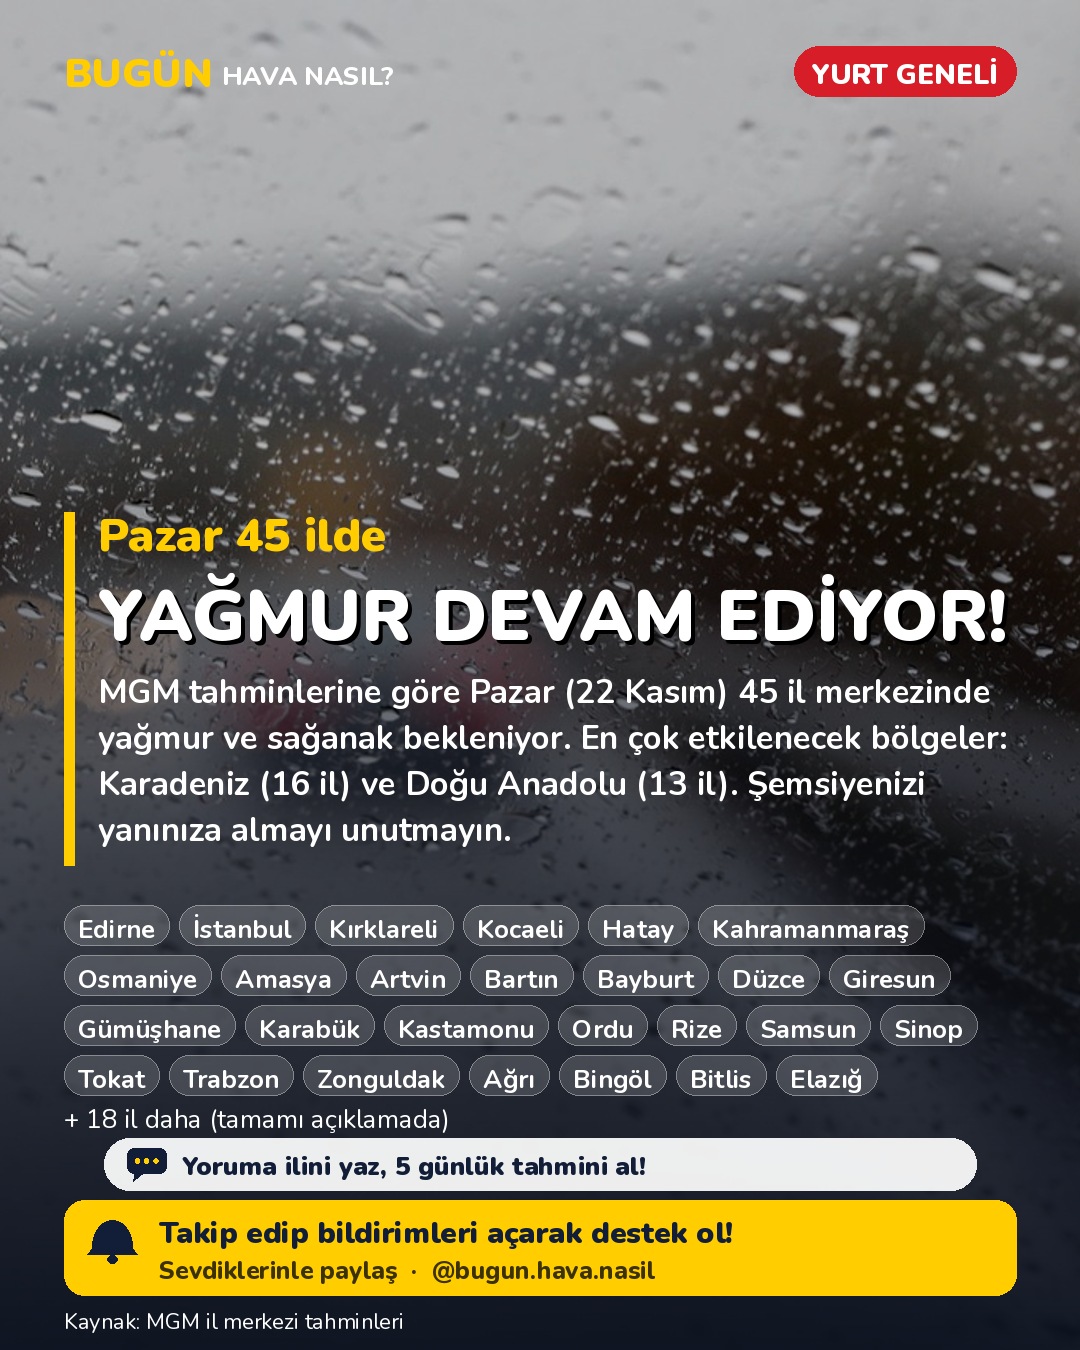 BUGÜN HAVA NASIL?
YURT GENELİ
Pazar 45 ilde
YAĞMUR DEVAM EDİYOR!
MGM tahminlerine göre Pazar (22 Kasım) 45 il merkezinde
yağmur ve sağanak bekleniyor. En çok etkilenecek bölgeler:
Karadeniz (16 il) ve Doğu Anadolu (13 il). Şemsiyenizi
yanınıza almayı unutmayın.
Edirne İstanbul Kırklareli Kocaeli Hatay Kahramanmaraş
Osmaniye Amasya Artvin Bartın Bayburt Düzce Giresun
Gümüşhane Karabük Kastamonu Ordu Rize Samsun Sinop
Tokat Trabzon Zonguldak Ağrı Bingöl Bitlis Elazığ
+ 18 il daha (tamamı açıklamada)
Yoruma ilini yaz, 5 günlük tahmini al!
Takip edip bildirimleri açarak destek ol!
Sevdiklerinle paylaş · @bugun.hava.nasil
Kaynak: MGM il merkezi tahminleri